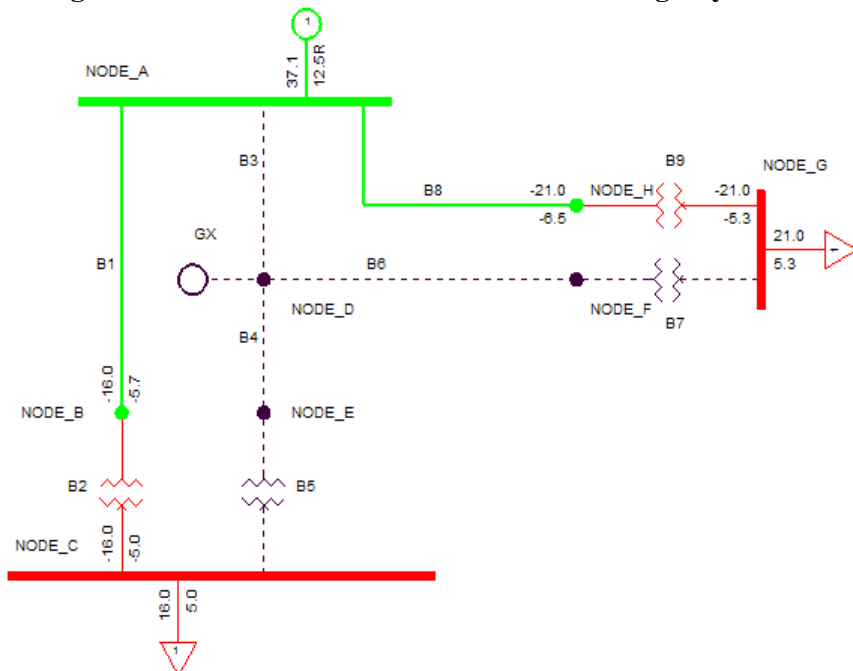 1
37.1
12.5R
NODE_A
B3
B9
NODE_G
B8
-21.0
NODE_H
-21.0
-6.5
-5.3
GX
21.0
1
5.3
B1
B6
NODE_D
NODE_F
B7
B4
-16.0
-5.7
NODE_B
NODE_E
B2
B5
-16.0
-5.0
NODE_C
16.0
5.0
1